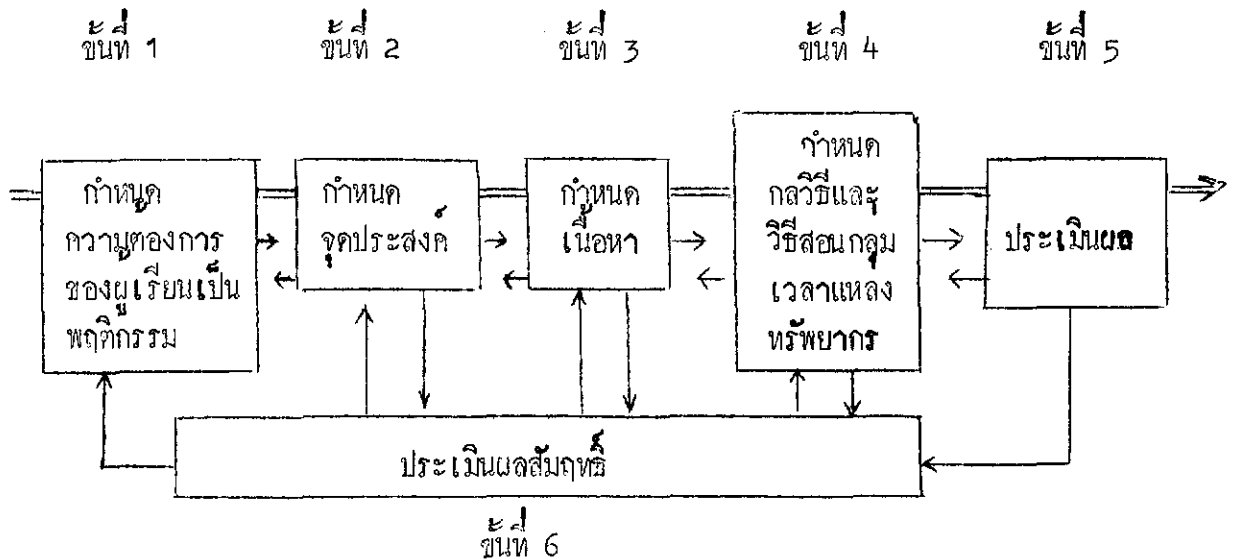 ขั้นที่ 1
ขั้นที่ 2
ขั้นที่ 3
ขั้นที่ 4
ขั้นที่ 5
กำหนด
ความตองการ
ของผูเรียนเป็น
พฤติกรรม
กำหนด
จุดประสงค์
กำหนด
เนื้อหา
กำหนด
กลวิธีและ
วิธีสอนกลุม
เวลาแหลง
ทรัพยากร
ประเมินผล
ประเมินผลสัมฤทธิ์
ขั้นที่ 6